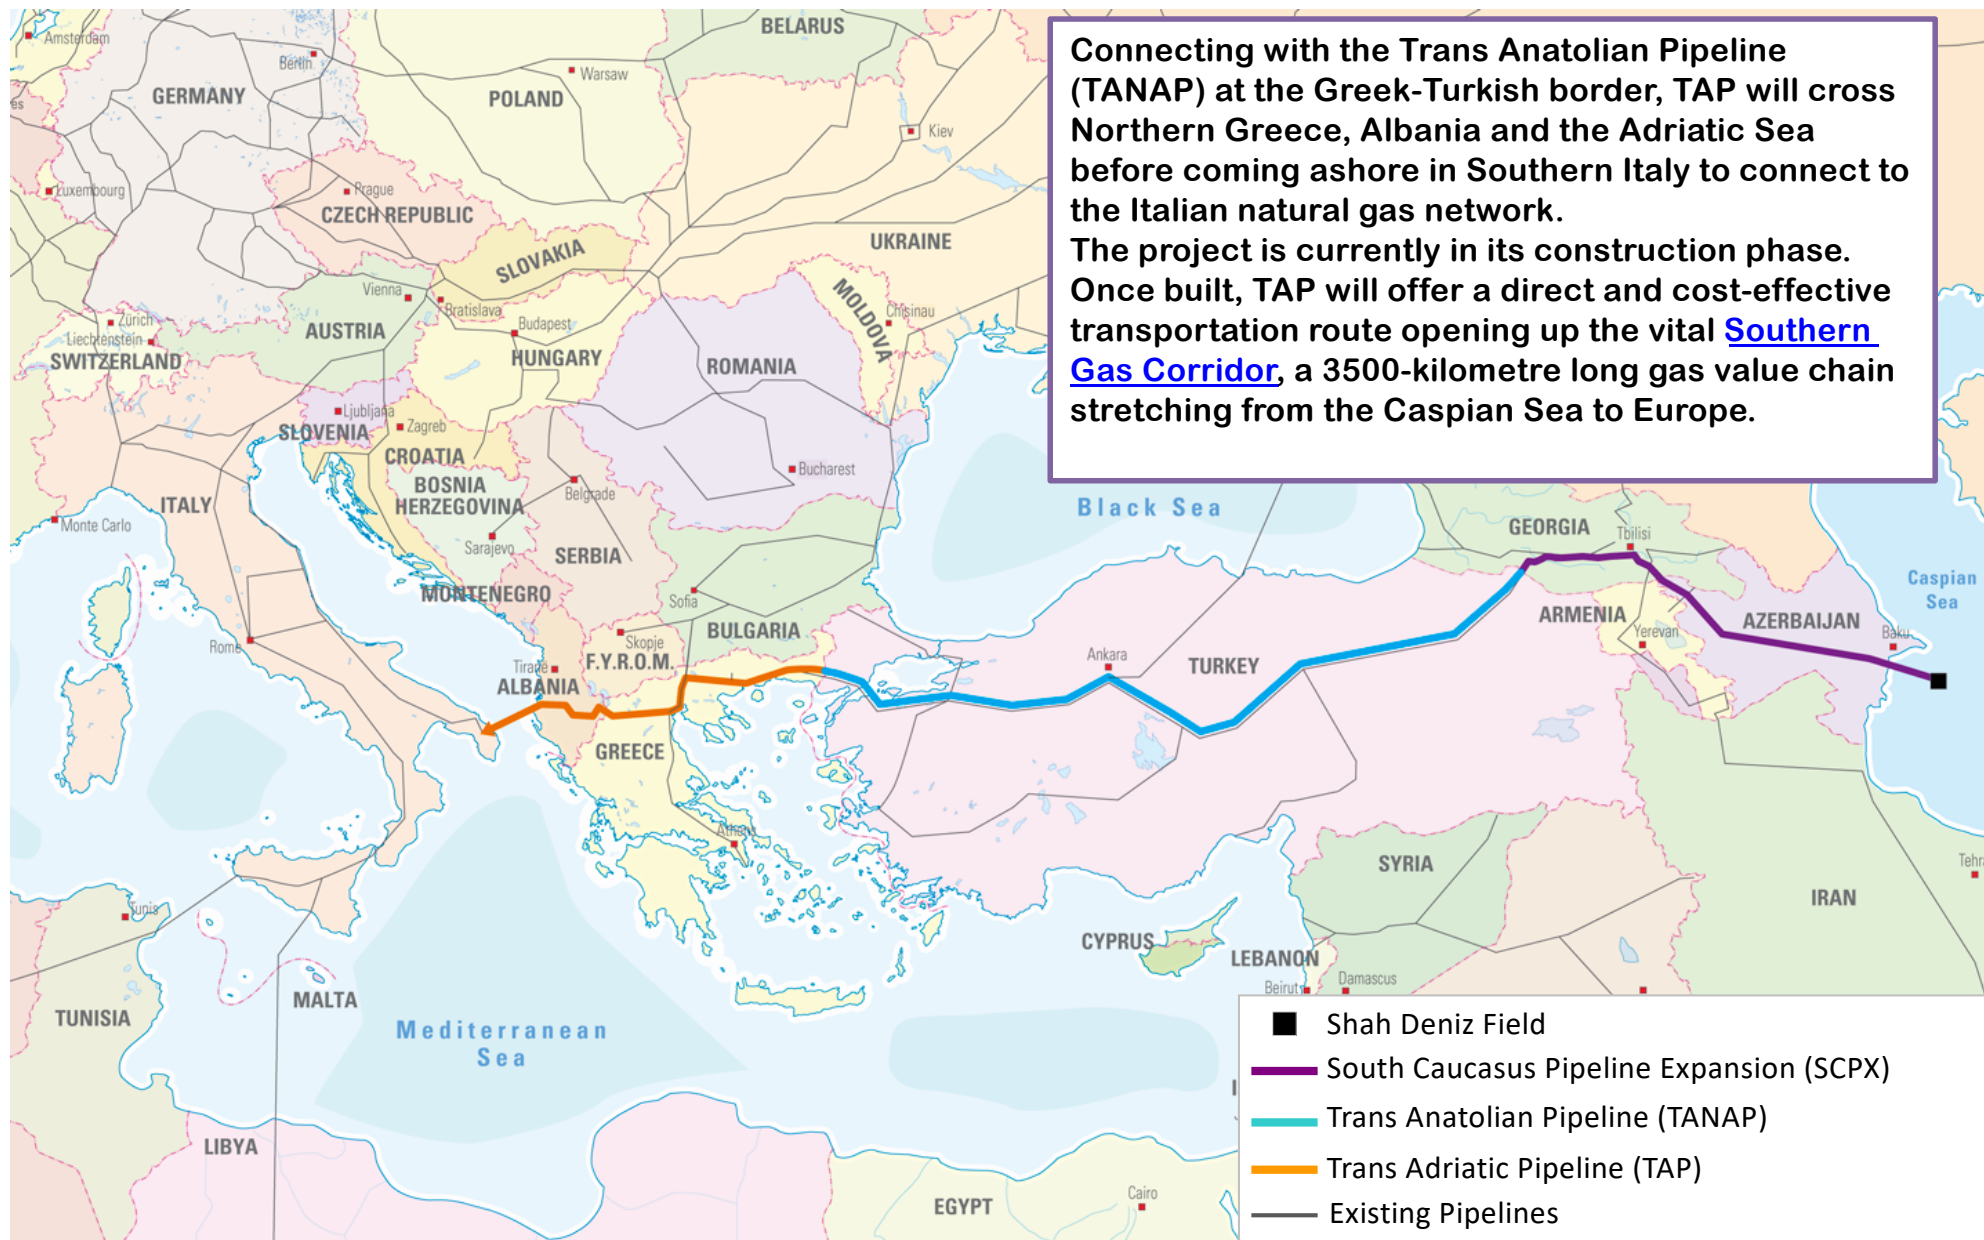 Connecting with the Trans Anatolian Pipeline
(TANAP) at the Greek-Turkish border, TAP will cross
Northern Greece, Albania and the Adriatic Sea
before coming ashore in Southern Italy to connect to
the Italian natural gas network.
The project is currently in its construction phase.
Once built, TAP will offer a direct and cost-effective
transportation route opening up the vital Southern
Gas Corridor, a 3500-kilometre long gas value chain
stretching from the Caspian Sea to Europe.
BELARUS
Amsterdam
Berlin
Warsaw
GERMANY
POLAND
Kiev
Luxembourg
Prague
CZECH REPUBLIC
UKRAINE
SLOVAKIA
Vienna
Bratislava
MOLDOVA
Chisinau
Zürich
Liechtenstein
SWITZERLAND
AUSTRIA
Budapest
HUNGARY
ROMANIA
Ljubljana
SLOVENIA
Zagreb
CROATIA
BOSNIA
HERZEGOVINA
Belgrade
Bucharest
ITALY
Monte Carlo
Sarajevo
SERBIA
Black Sea
GEORGIA
Tbilisi
MONTENEGRO
Sofia
BULGARIA
Caspian
Sea
ARMENIA
Yerevan
AZERBAIJAN
Baku
Rome
Skopje
F.Y.R.O.M.
Tirane
ALBANIA
Ankara
TURKEY
GREECE
Athens
SYRIA
Tehr
IRAN
Tunis
CYPRUS
LEBANON
Beirut
Damascus
MALTA
TUNISIA
Mediterranean
Sea
LIBYA
EGYPT
Cairo
Shah Deniz Field
South Caucasus Pipeline Expansion (SCPX)
Trans Anatolian Pipeline (TANAP)
Trans Adriatic Pipeline (TAP)
Existing Pipelines